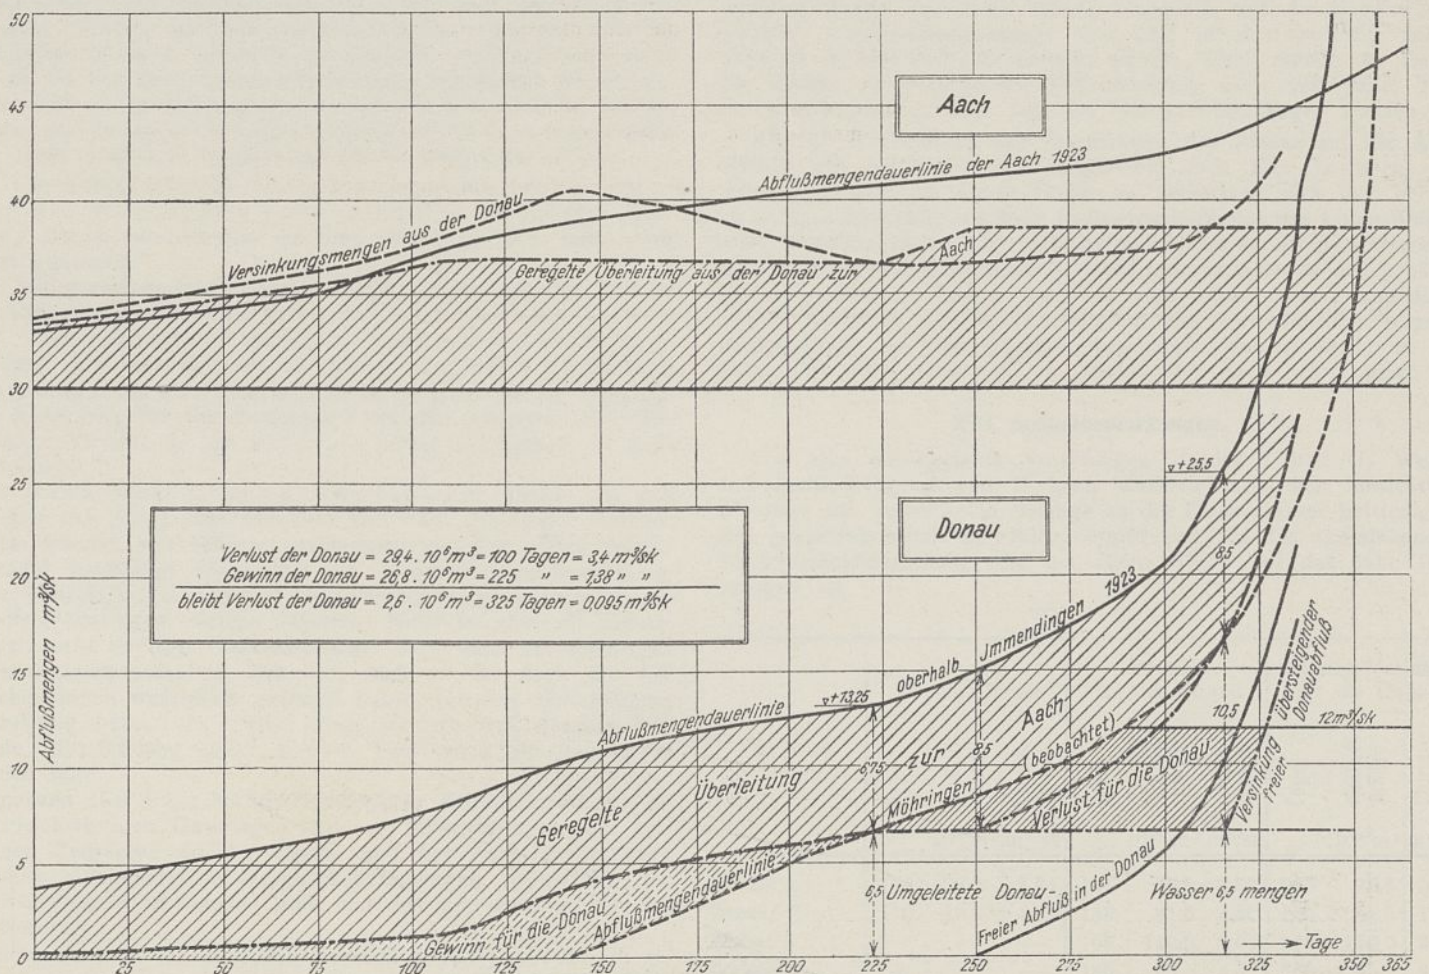 50
45
40
35
30
25
20
15
10
5
0
Abflußmengen m³/sk
Aach
Abflußmengendauerlinie der Aach 1923
Versinkungsmengen aus der Donau
Geregelte Überleitung aus der Donau zur
Aach
Donau
+25,5
Verlust der Donau = 29,4 . 10⁶ m³ = 100 Tagen = 3,4 m³/sk
Gewinn der Donau = 26,8 . 10⁶ m³ = 225 " = 1,38 " "
bleibt Verlust der Donau = 2,6 . 10⁶ m³ = 325 Tagen = 0,095 m³/sk
8,5
Abflußmengendauerlinie oberhalb Jmmendingen 1923
+13,25
Geregelte Überleitung zur Aach
6,75
8,5
10,5
12 m³/sk
Abflußmengendauerlinie Möhringen (beobachtet)
Gewinn für die Donau
Verlust für die Donau
Versinkung übersteigender
freier Donauabfluß
Freier Abfluß in der Donau
6,5 Umgeleitete Donau- Wasser 6,5 mengen
Tage
0 25 50 75 100 125 150 175 200 225 250 275 300 325 350 365